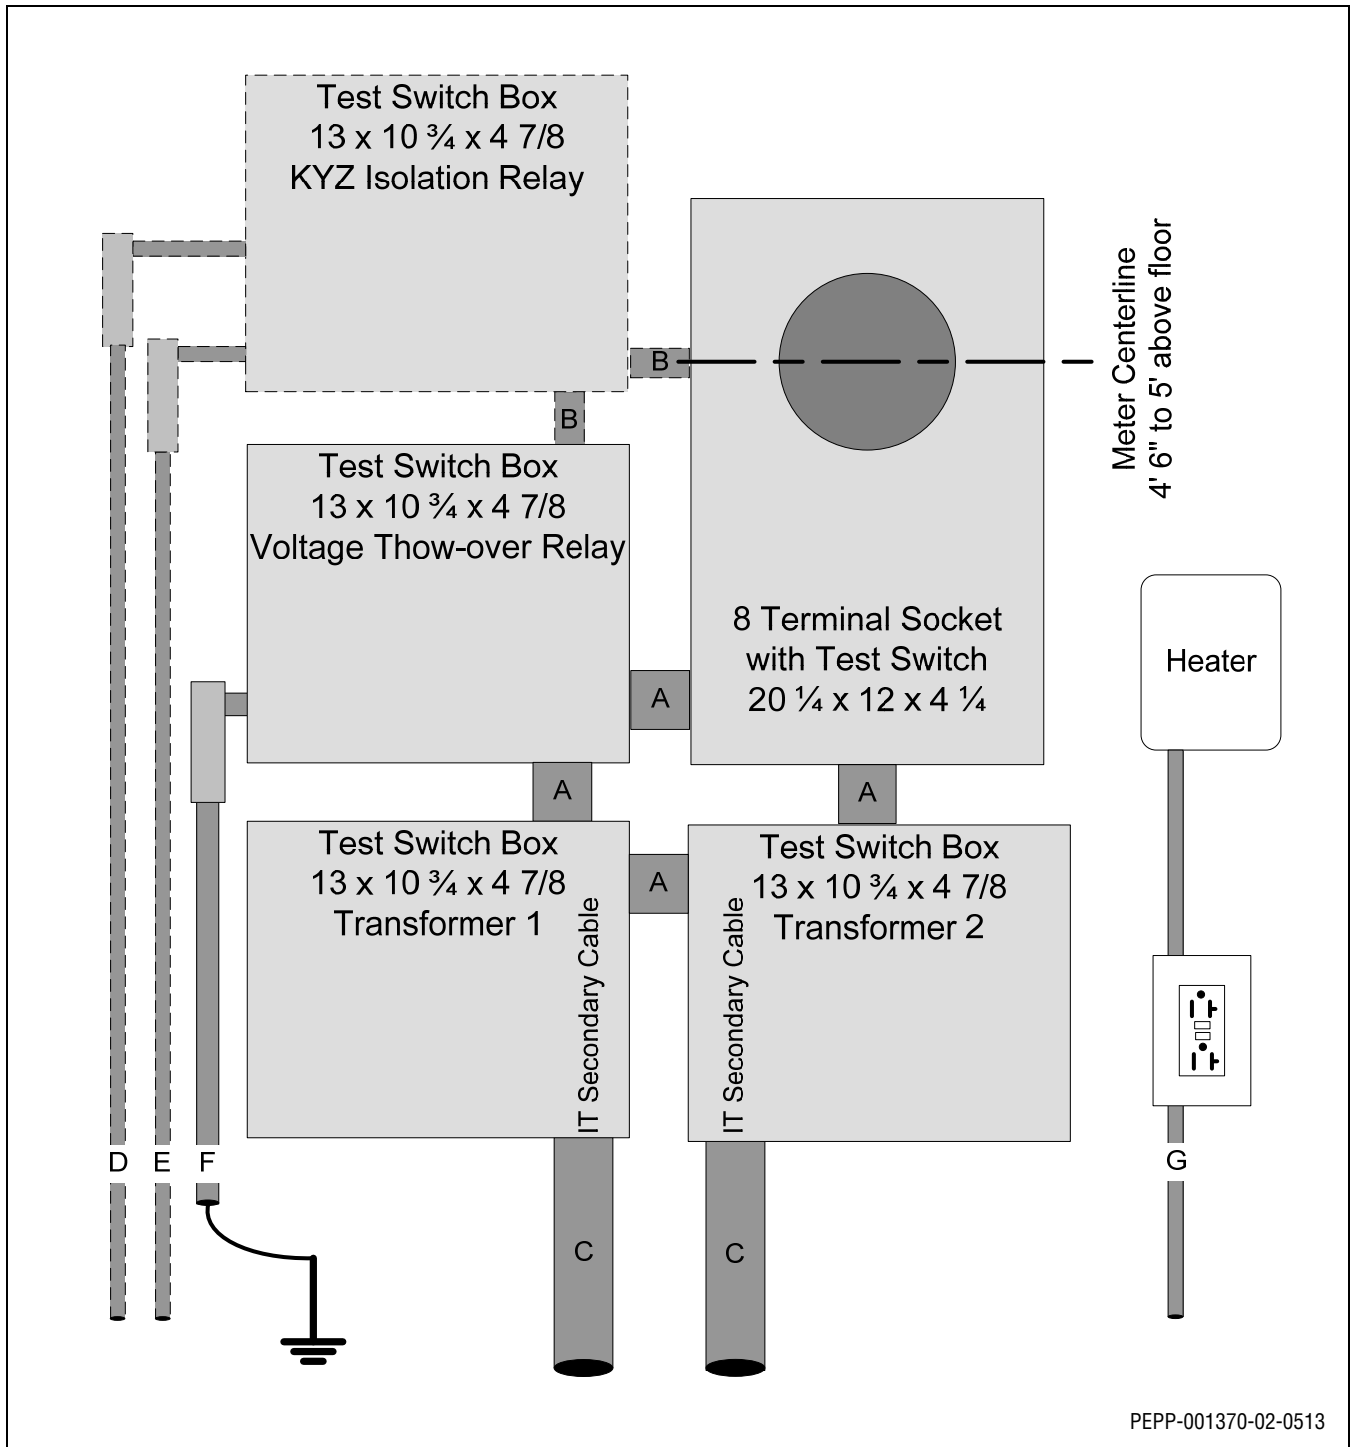 Test Switch Box
13 x 10 ¾ x 4 7/8
KYZ Isolation Relay
B
B
Meter Centerline
4' 6" to 5' above floor
Test Switch Box
13 x 10 ¾ x 4 7/8
Voltage Thow-over Relay
8 Terminal Socket
with Test Switch
20 ¼ x 12 x 4 ¼
Heater
A
A
A
Test Switch Box
13 x 10 ¾ x 4 7/8
Transformer 1
IT Secondary Cable
A
Test Switch Box
13 x 10 ¾ x 4 7/8
Transformer 2
IT Secondary Cable
D
E
F
G
C
C
PEPP-001370-02-0513